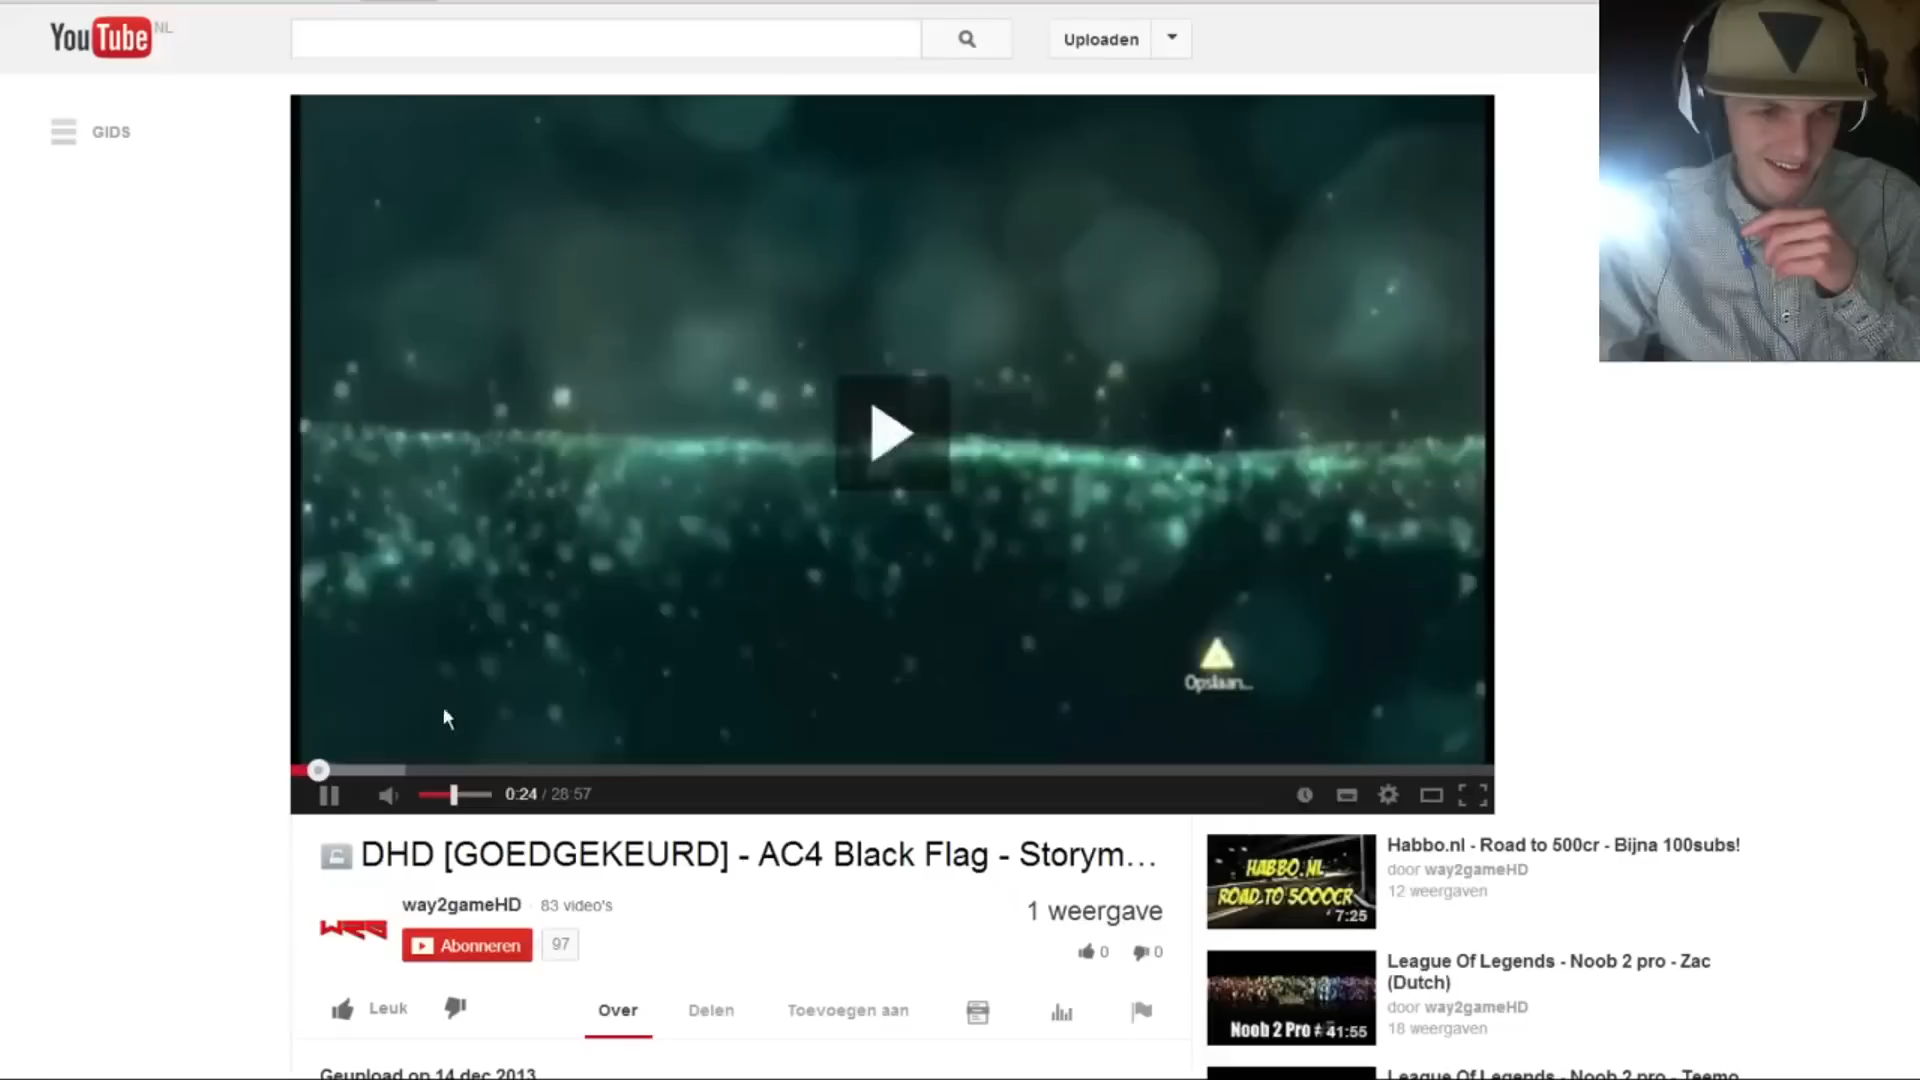 YouTube NL
Uploaden
GIDS
Opslaan...
0:24 / 28:57
DHD [GOEDGEKEURD] - AC4 Black Flag - Storym...
way2gameHD 83 video's
1 weergave
Abonneren 97
0 0
Leuk
Over Delen Toevoegen aan
Geüpload op 14 dec 2013
HABBO.NL
ROAD TO 5000CR
7:25
Habbo.nl - Road to 500cr - Bijna 100subs!
door way2gameHD
12 weergaven
Noob 2 Pro #
41:55
League Of Legends - Noob 2 pro - Zac
(Dutch)
door way2gameHD
18 weergaven
League Of Legends - Noob 2 pro - Teemo